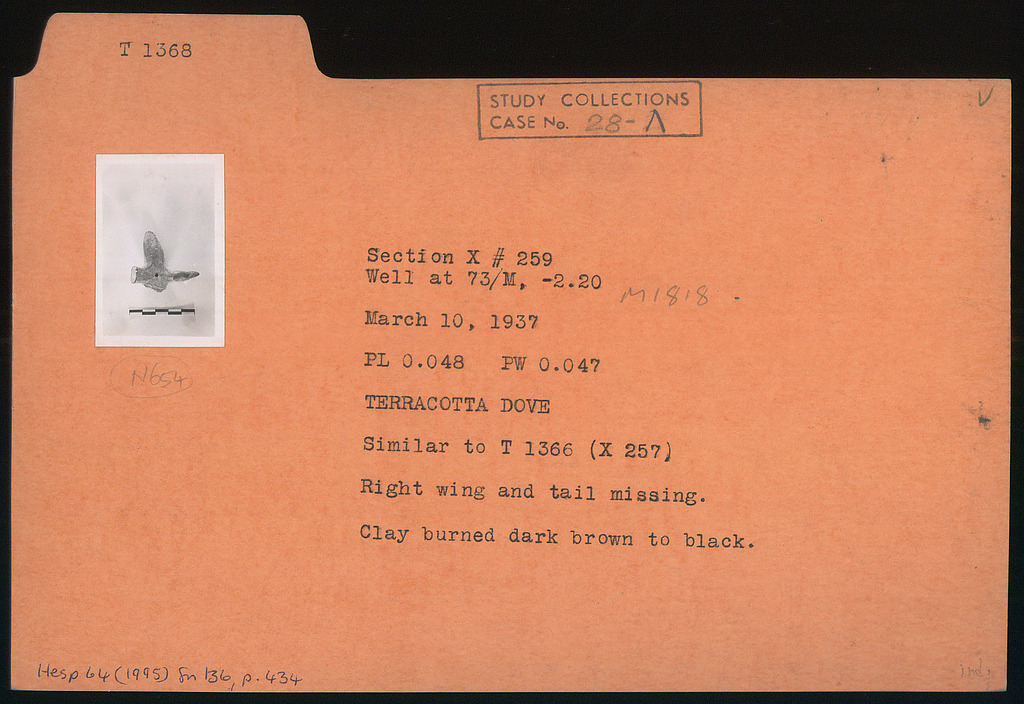 T 1368
STUDY COLLECTIONS
CASE No. 28-Λ
Section X # 259
Well at 73/M, -2.20
M1818
March 10, 1937
PL 0.048 PW 0.047
N654
TERRACOTTA DOVE
Similar to T 1366 (X 257)
Right wing and tail missing.
Clay burned dark brown to black.
Hesp 64 (1995) fn 136, p. 434